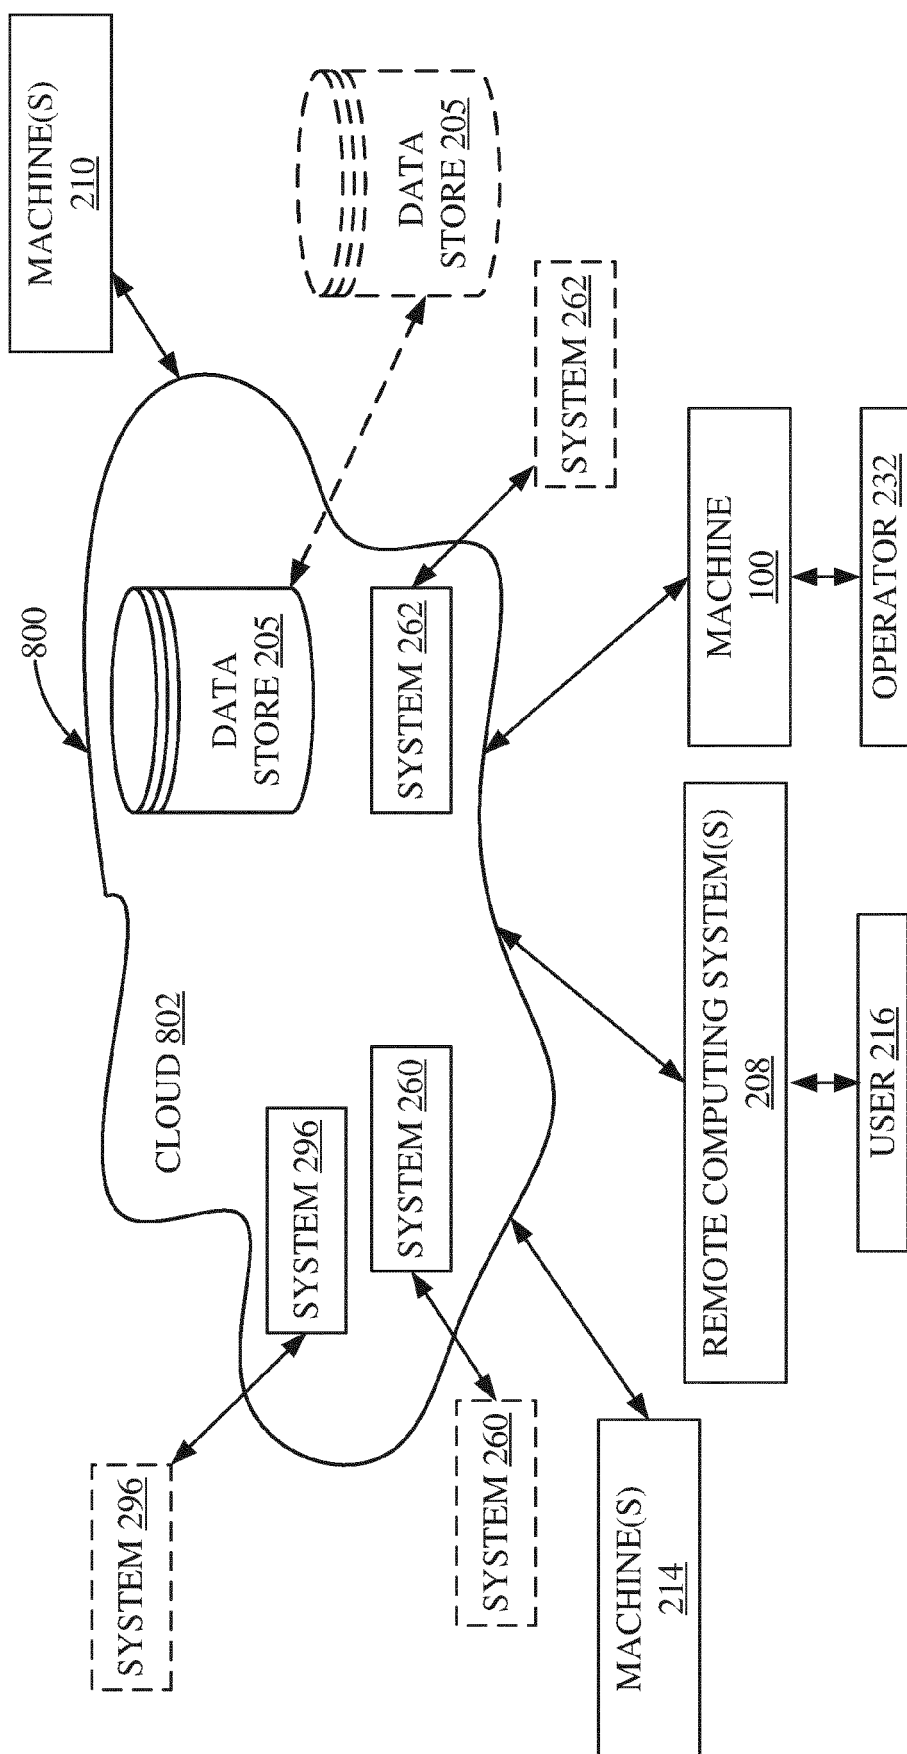 800
MACHINE(S)
210
CLOUD 802
DATA
STORE 205
DATA
STORE 205
SYSTEM 296
SYSTEM 296
SYSTEM 260
SYSTEM 262
SYSTEM 260
SYSTEM 262
MACHINE(S)
214
REMOTE COMPUTING SYSTEM(S)
208
MACHINE
100
USER 216
OPERATOR 232